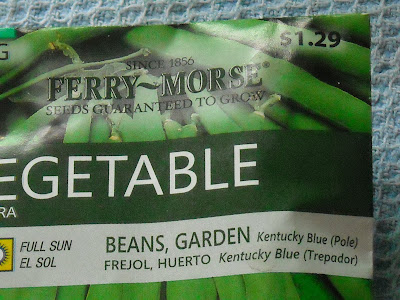 G
$1.29
SINCE 1856
FERRY~MORSE®
SEEDS GUARANTEED TO GROW
EGETABLE
RA
FULL SUN
EL SOL
BEANS, GARDEN Kentucky Blue (Pole)
FREJOL, HUERTO Kentucky Blue (Trepador)